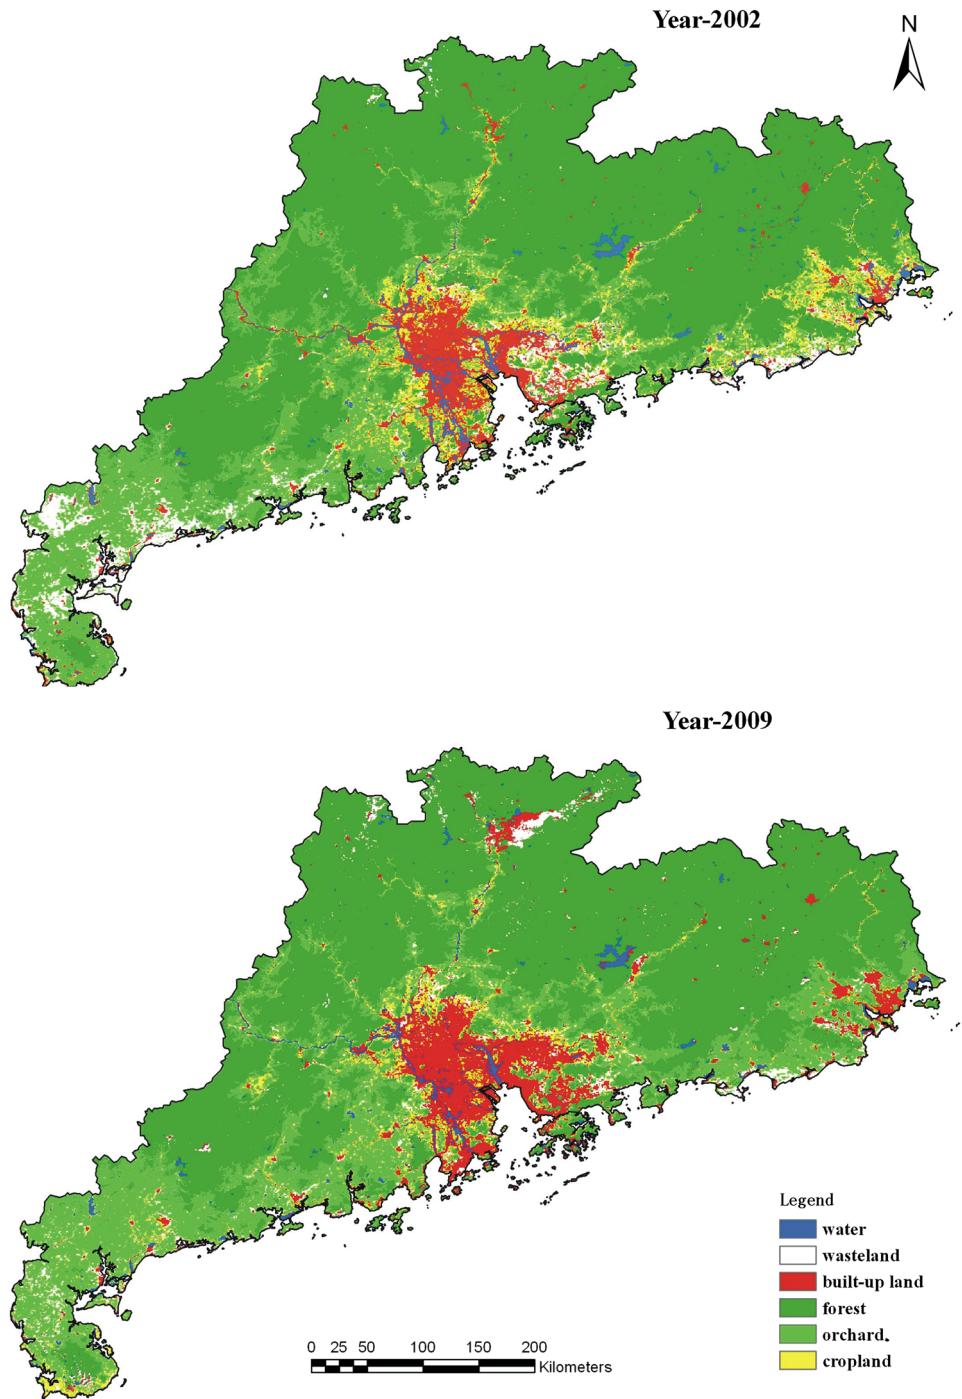 Year-2002
N
Year-2009
Legend
water
wasteland
built-up land
forest
orchard.
cropland
0 25 50 100 150 200
Kilometers